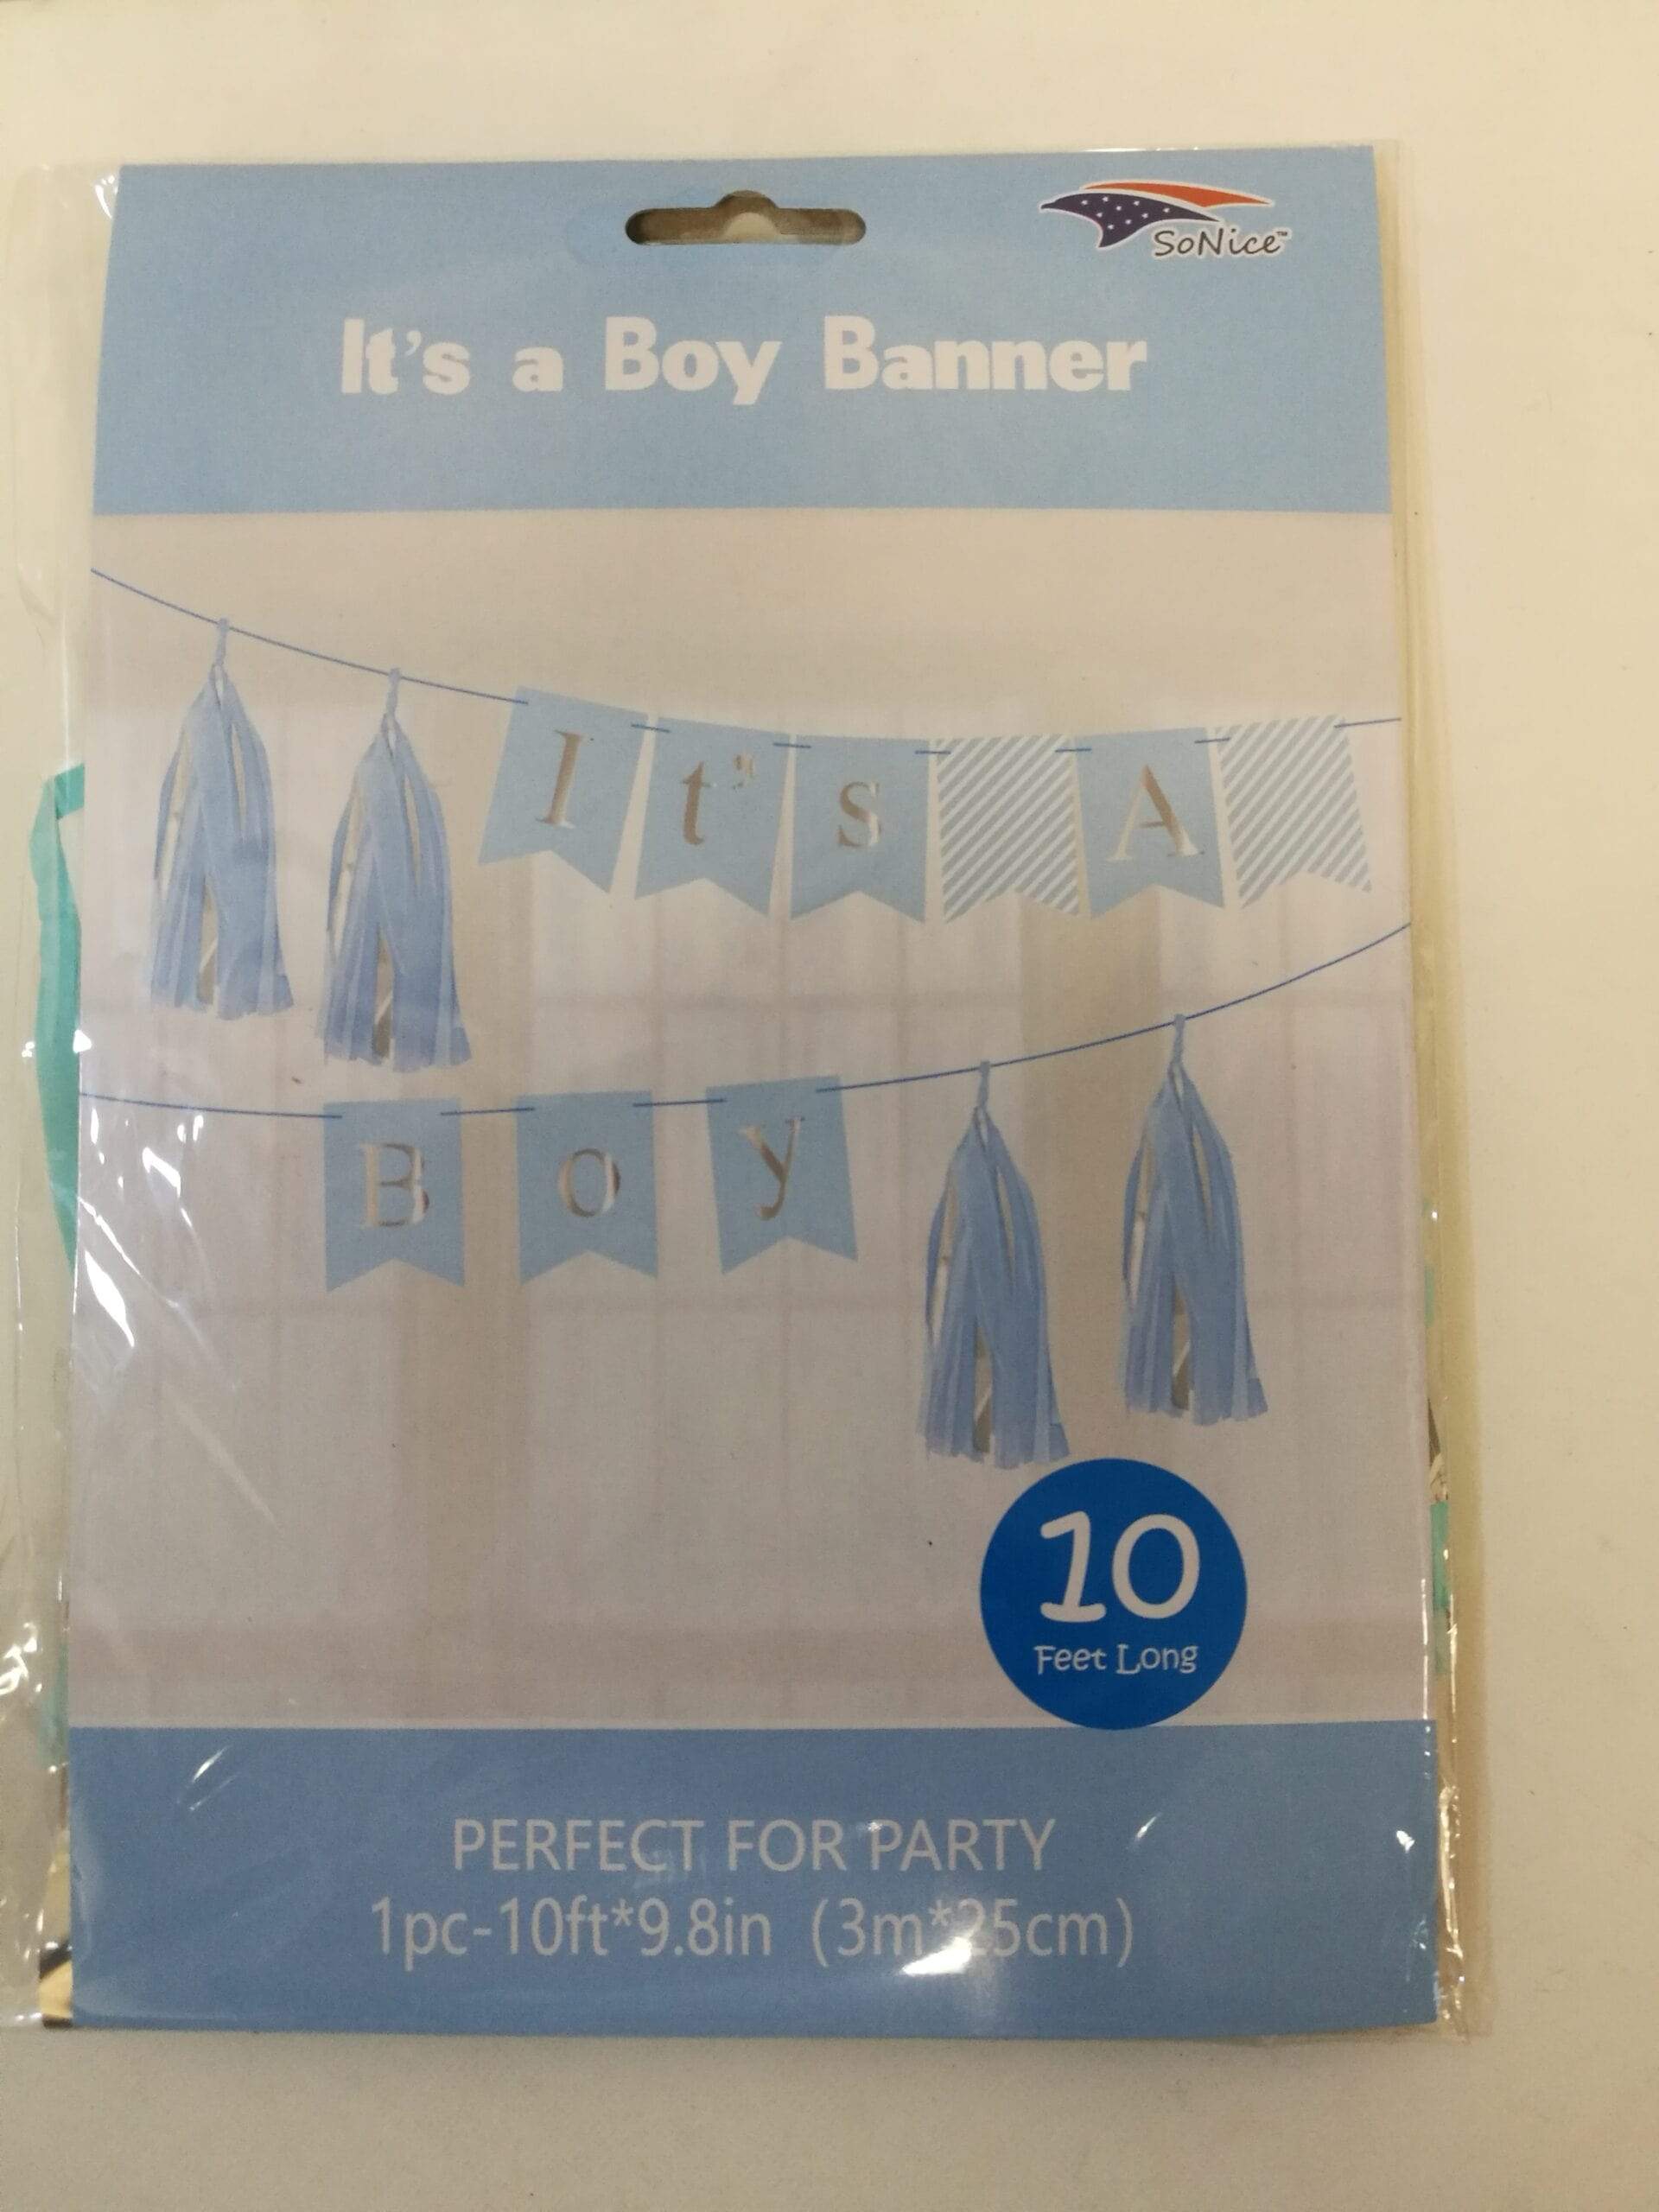 SoNice™
It's a Boy Banner
It's A
Boy
10
Feet Long
PERFECT FOR PARTY
1pc-10ft*9.8in (3m*25cm)